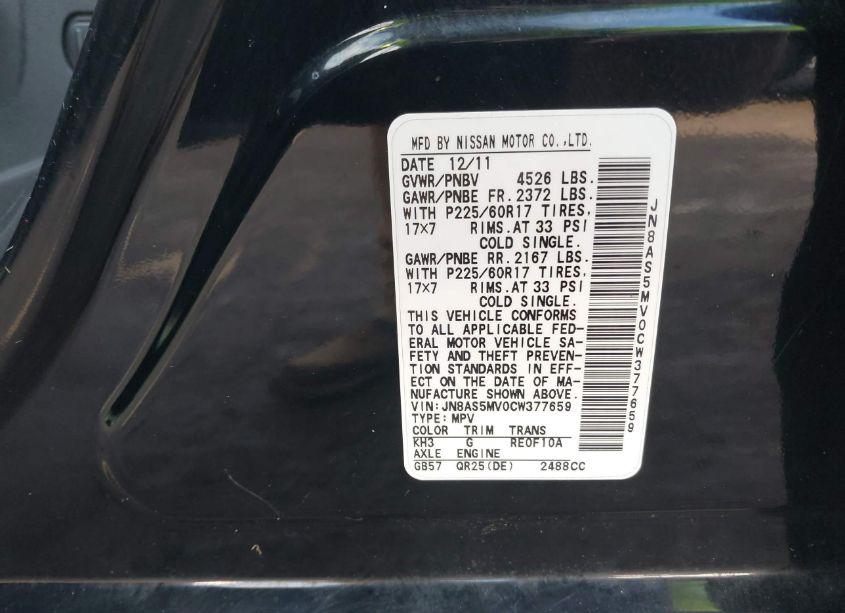 MFD BY NISSAN MOTOR CO.,LTD.
DATE 12/11
GVWR/PNBV 4526 LBS.
GAWR/PNBE FR.2372 LBS.
WITH P225/60R17 TIRES,
17X7 RIMS.AT 33 PSI
COLD SINGLE.
GAWR/PNBE RR.2167 LBS.
WITH P225/60R17 TIRES,
17X7 RIMS.AT 33 PSI
COLD SINGLE.
THIS VEHICLE CONFORMS
TO ALL APPLICABLE FED-
ERAL MOTOR VEHICLE SA-
FETY AND THEFT PREVEN-
TION STANDARDS IN EFF-
ECT ON THE DATE OF MA-
NUFACTURE SHOWN ABOVE.
VIN:JN8AS5MV0CW377659
TYPE:MPV
COLOR TRIM TRANS
KH3 G RE0F10A
AXLE ENGINE
GB57 QR25(DE) 2488CC
JN8AS5MV0CW377659